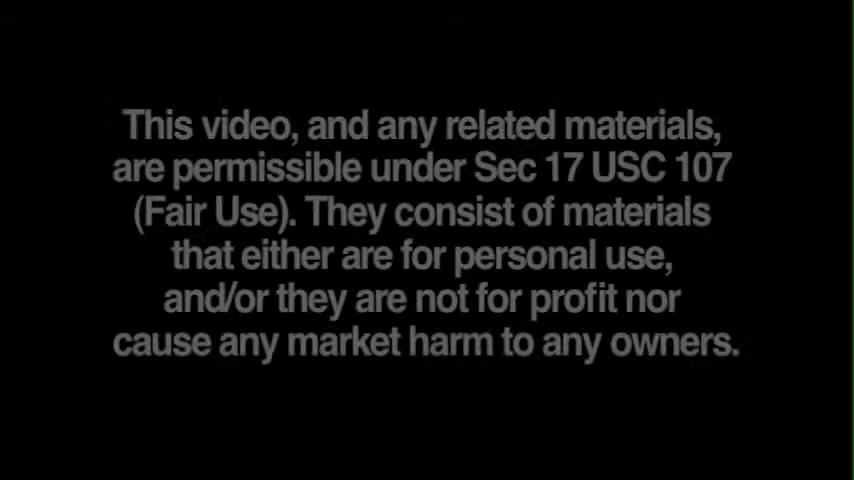 This video, and any related materials,
are permissible under Sec 17 USC 107
(Fair Use). They consist of materials
that either are for personal use,
and/or they are not for profit nor
cause any market harm to any owners.